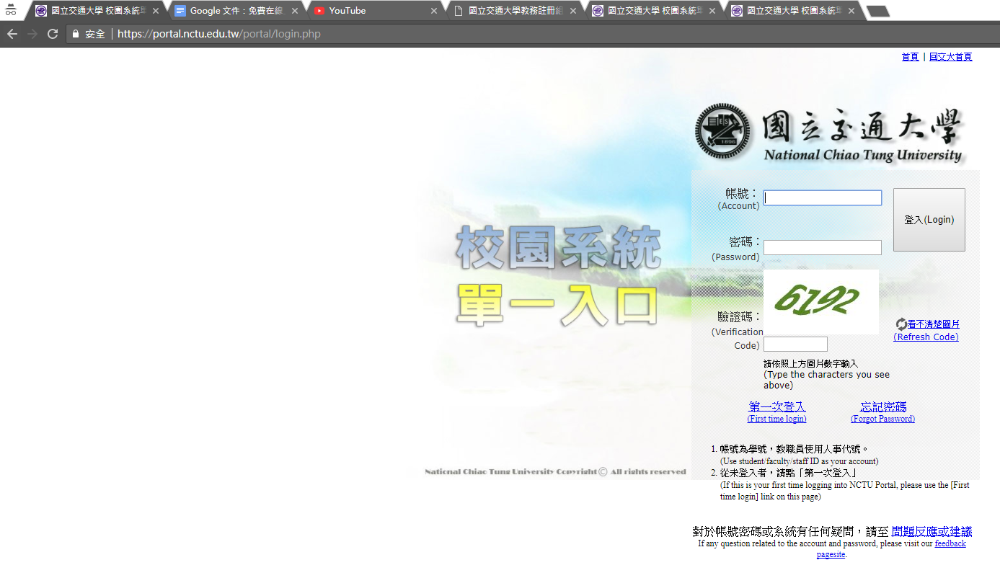 國立交通大學 校園系統單
Google 文件：免費在線
YouTube
國立交通大學教務註冊組
國立交通大學 校園系統單
國立交通大學 校園系統單
安全 | https://portal.nctu.edu.tw/portal/login.php
首頁 | 回交大首頁
國立交通大學
National Chiao Tung University
1896
帳號：
(Account)
登入(Login)
密碼：
(Password)
校園系統
單一入口
6192
驗證碼：
(Verification
Code)
看不清楚圖片
(Refresh Code)
請依照上方圖片數字輸入
(Type the characters you see
above)
第一次登入
(First time login)
忘記密碼
(Forgot Password)
1. 帳號為學號，教職員使用人事代號。
(Use student/faculty/staff ID as your account)
2. 從未登入者，請點「第一次登入」
(If this is your first time logging into NCTU Portal, please use the [First
time login] link on this page)
National Chiao Tung University Copyright© All rights reserved
對於帳號密碼或系統有任何疑問，請至 問題反應或建議
If any question related to the account and password, please visit our feedback
pagesite.